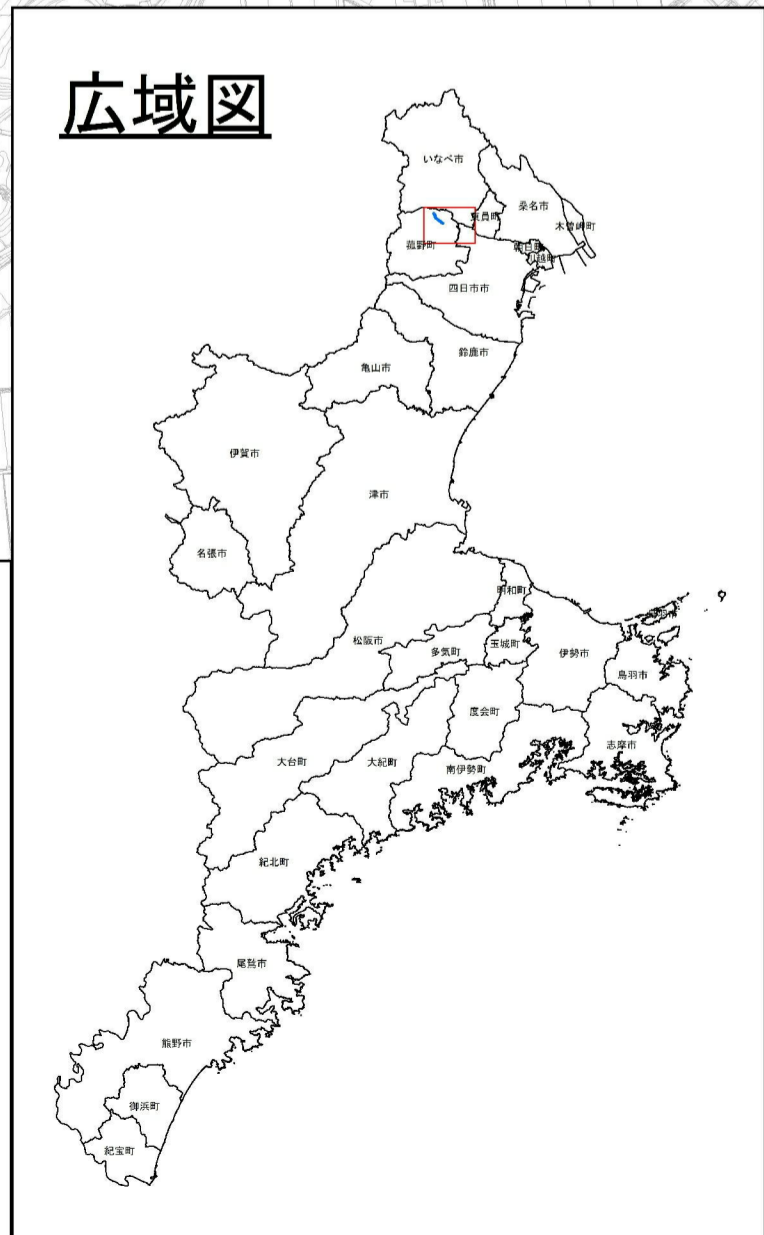 広域図
いなべ市
桑名市
東員町
木曽岬町
菰野町
朝日町
川越町
四日市市
鈴鹿市
亀山市
伊賀市
津市
名張市
明和町
松阪市
多気町
玉城町
伊勢市
鳥羽市
鳥羽市
度会町
志摩市
大台町
大紀町
南伊勢町
紀北町
尾鷲市
熊野市
御浜町
紀宝町